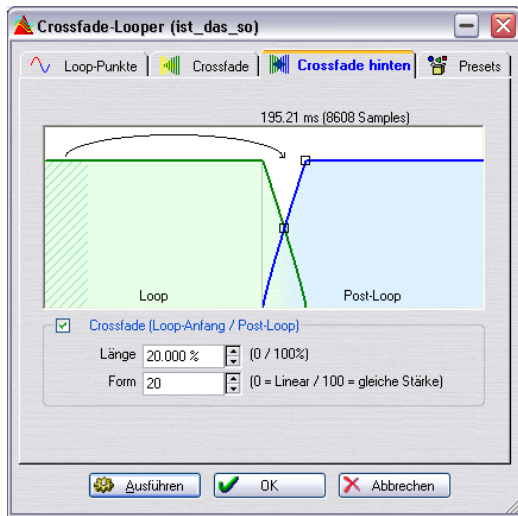 Crossfade-Looper (ist_das_so)
Loop-Punkte Crossfade Crossfade hinten Presets
195.21 ms (8608 Samples)
Loop Post-Loop
Crossfade (Loop-Anfang / Post-Loop)
Länge 20.000 % (0 / 100%)
Form 20 (0 = Linear / 100 = gleiche Stärke)
Ausführen OK Abbrechen